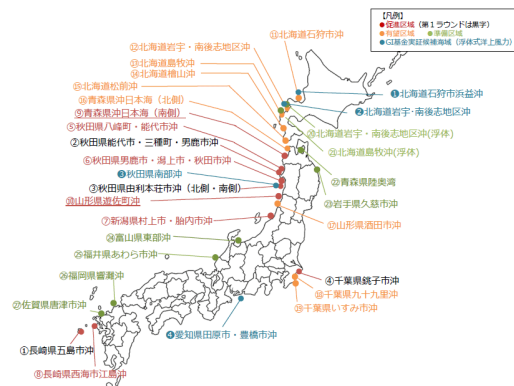 【凡例】
●促進区域(第1ラウンドは黒字)
●有望区域 ●準備区域
●GI基金実証候補海域(浮体式洋上風力)
⑪北海道石狩市沖
⑫北海道岩宇・南後志地区沖
⑬北海道島牧沖
⑭北海道檜山沖
❶北海道石狩市浜益沖
⑮北海道松前沖
❷北海道岩宇・南後志地区沖
⑯青森県沖日本海(北側)
⑨青森県沖日本海(南側)
⑤秋田県八峰町・能代市沖
⑳北海道岩宇・南後志地区沖(浮体)
②秋田県能代市・三種町・男鹿市沖
㉑北海道島牧沖(浮体)
⑥秋田県男鹿市・潟上市・秋田市沖
❸秋田県南部沖
㉒青森県陸奥湾
③秋田県由利本荘市沖(北側・南側)
⑩山形県遊佐町沖
㉓岩手県久慈市沖
⑦新潟県村上市・胎内市沖
⑰山形県酒田市沖
㉔富山県東部沖
㉕福井県あわら市沖
④千葉県銚子市沖
㉖福岡県響灘沖
⑱千葉県九十九里沖
㉗佐賀県唐津市沖
⑲千葉県いすみ市沖
❹愛知県田原市・豊橋市沖
①長崎県五島市沖
⑧長崎県西海市江島沖